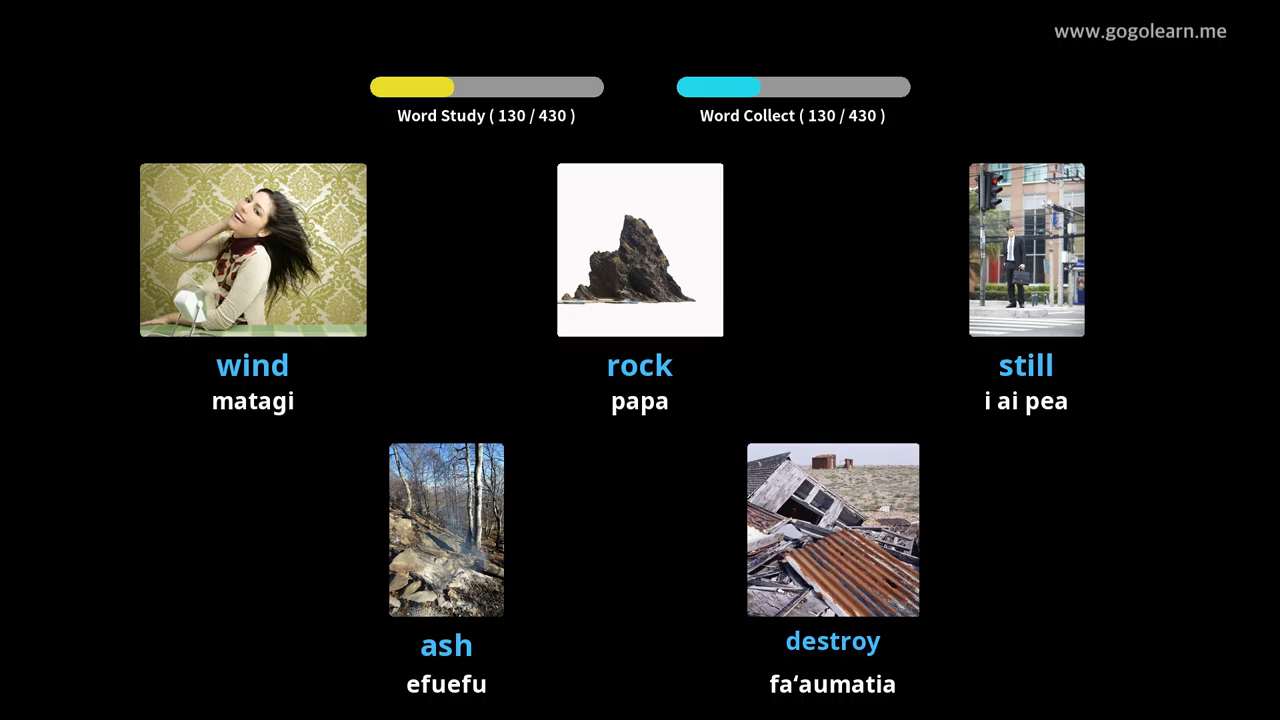 www.gogolearn.me
Word Study ( 130 / 430 )
Word Collect ( 130 / 430 )
wind
matagi
rock
papa
still
i ai pea
ash
efuefu
destroy
fa‘aumatia